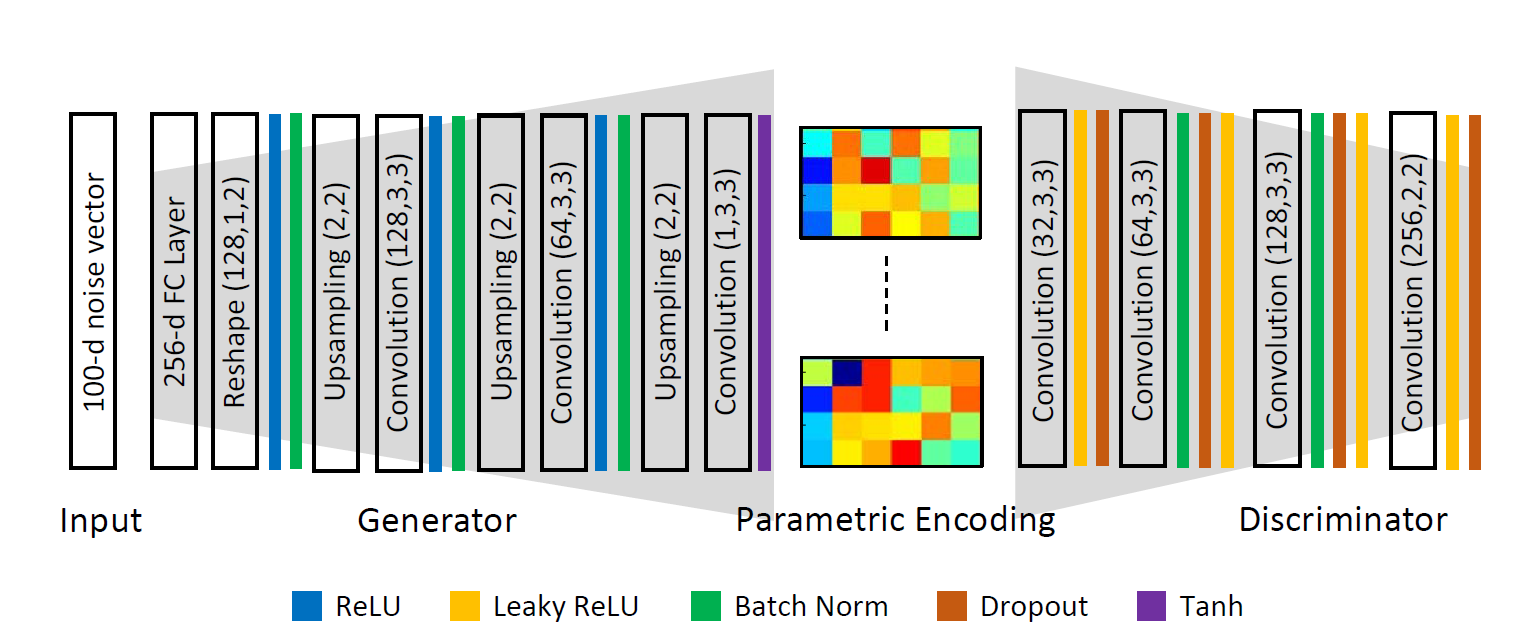 100-d noise vector
256-d FC Layer
Reshape (128,1,2)
Upsampling (2,2)
Convolution (128,3,3)
Upsampling (2,2)
Convolution (64,3,3)
Upsampling (2,2)
Convolution (1,3,3)
Convolution (32,3,3)
Convolution (64,3,3)
Convolution (128,3,3)
Convolution (256,2,2)
Input
Generator
Parametric Encoding
Discriminator
ReLU
Leaky ReLU
Batch Norm
Dropout
Tanh